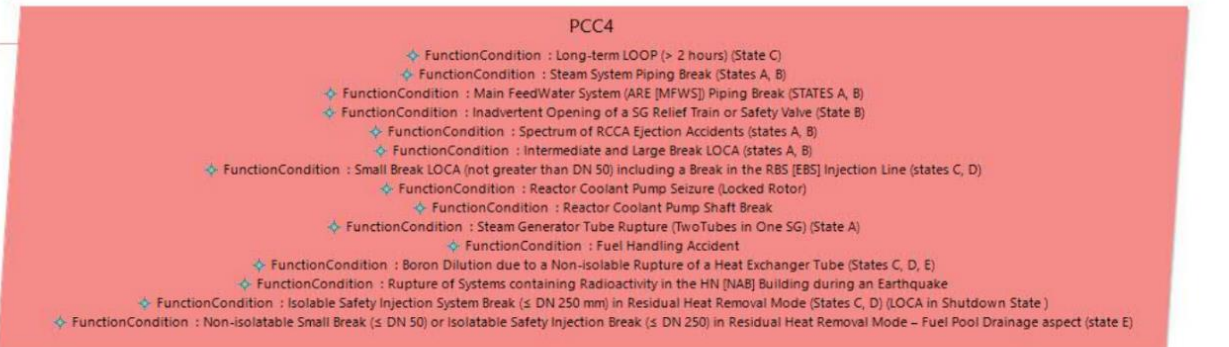 PCC4
FunctionCondition : Long-term LOOP (> 2 hours) (State C)
FunctionCondition : Steam System Piping Break (States A, B)
FunctionCondition : Main FeedWater System (ARE [MFWS]) Piping Break (STATES A, B)
FunctionCondition : Inadvertent Opening of a SG Relief Train or Safety Valve (State B)
FunctionCondition : Spectrum of RCCA Ejection Accidents (states A, B)
FunctionCondition : Intermediate and Large Break LOCA (states A, B)
FunctionCondition : Small Break LOCA (not greater than DN 50) including a Break in the RBS [EBS] Injection Line (states C, D)
FunctionCondition : Reactor Coolant Pump Seizure (Locked Rotor)
FunctionCondition : Reactor Coolant Pump Shaft Break
FunctionCondition : Steam Generator Tube Rupture (TwoTubes in One SG) (State A)
FunctionCondition : Fuel Handling Accident
FunctionCondition : Boron Dilution due to a Non-isolable Rupture of a Heat Exchanger Tube (States C, D, E)
FunctionCondition : Rupture of Systems containing Radioactivity in the HN [NAB] Building during an Earthquake
FunctionCondition : Isolable Safety Injection System Break (≤ DN 250 mm) in Residual Heat Removal Mode (States C, D) (LOCA in Shutdown State )
FunctionCondition : Non-isolatable Small Break (≤ DN 50) or Isolatable Safety Injection Break (≤ DN 250) in Residual Heat Removal Mode – Fuel Pool Drainage aspect (state E)